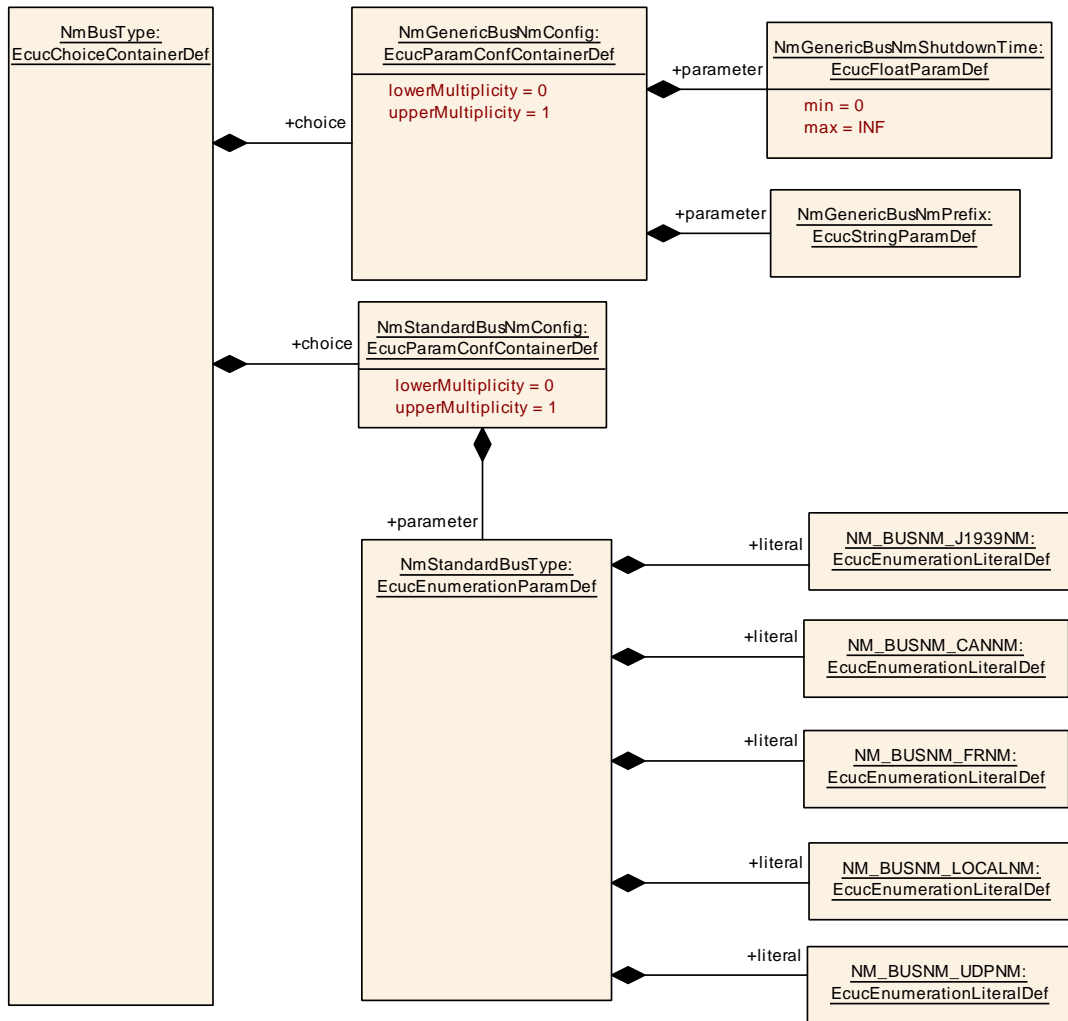 NmBusType:
EcucChoiceContainerDef
+choice
NmGenericBusNmConfig:
EcucParamConfContainerDef
lowerMultiplicity = 0
upperMultiplicity = 1
+parameter
NmGenericBusNmShutdownTime:
EcucFloatParamDef
min = 0
max = INF
+parameter
NmGenericBusNmPrefix:
EcucStringParamDef
+choice
NmStandardBusNmConfig:
EcucParamConfContainerDef
lowerMultiplicity = 0
upperMultiplicity = 1
+parameter
NmStandardBusType:
EcucEnumerationParamDef
+literal
NM_BUSNM_J1939NM:
EcucEnumerationLiteralDef
+literal
NM_BUSNM_CANNM:
EcucEnumerationLiteralDef
+literal
NM_BUSNM_FRNM:
EcucEnumerationLiteralDef
+literal
NM_BUSNM_LOCALNM:
EcucEnumerationLiteralDef
+literal
NM_BUSNM_UDPNM:
EcucEnumerationLiteralDef